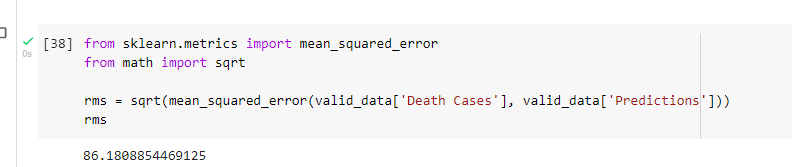 [38] from sklearn.metrics import mean_squared_error
0s
from math import sqrt
rms = sqrt(mean_squared_error(valid_data['Death Cases'], valid_data['Predictions']))
rms
86.1808854469125